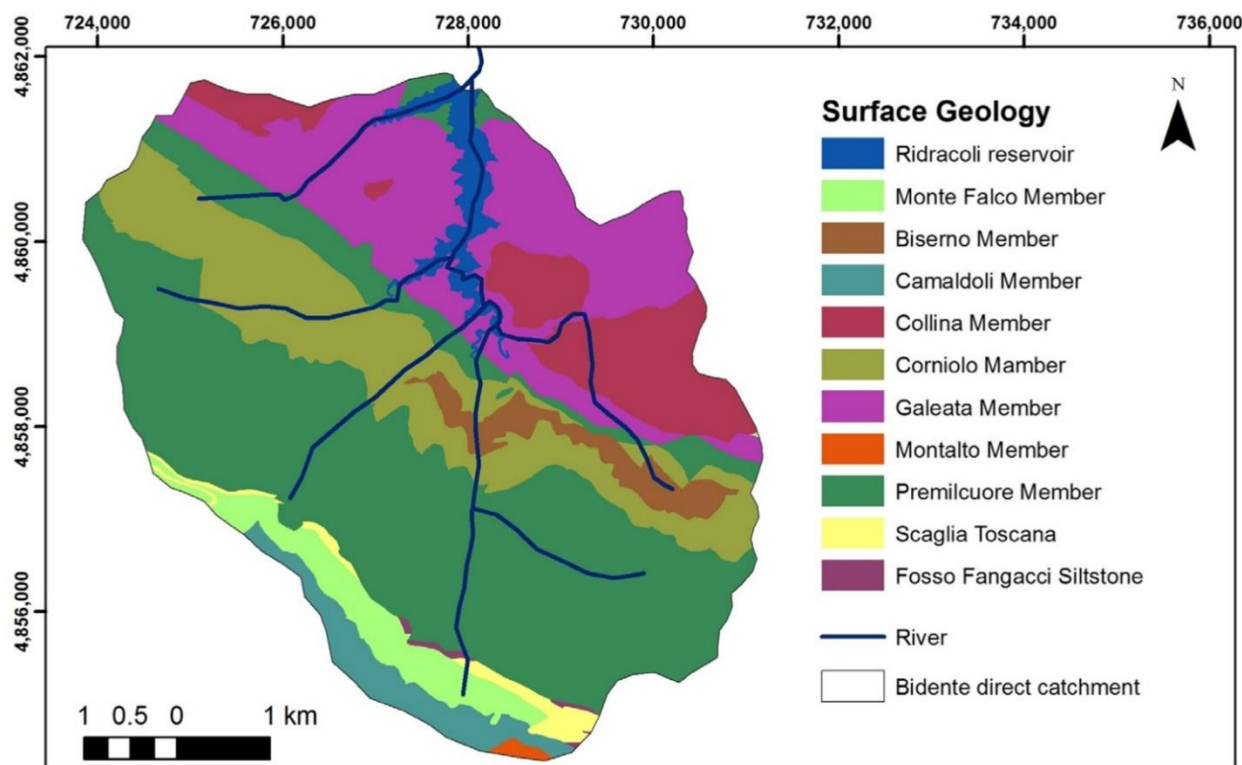 724,000 726,000 728,000 730,000 732,000 734,000 736,000
4,862,000
4,860,000
4,858,000
4,856,000
N
Surface Geology
Ridracoli reservoir
Monte Falco Member
Biserno Member
Camaldoli Member
Collina Member
Corniolo Mamber
Galeata Member
Montalto Member
Premilcuore Member
Scaglia Toscana
Fosso Fangacci Siltstone
River
Bidente direct catchment
1 0.5 0 1 km